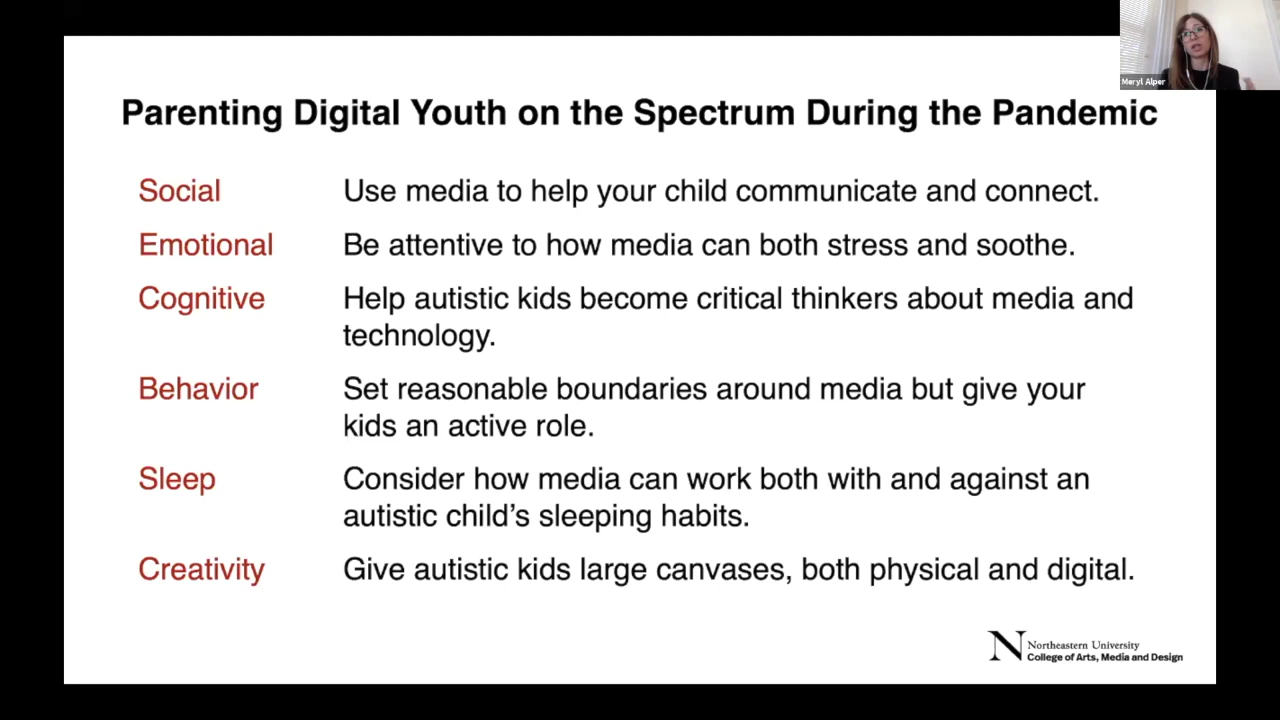 Meryl Alper
Parenting Digital Youth on the Spectrum During the Pandemic
Social Use media to help your child communicate and connect.
Emotional Be attentive to how media can both stress and soothe.
Cognitive Help autistic kids become critical thinkers about media and
technology.
Behavior Set reasonable boundaries around media but give your
kids an active role.
Sleep Consider how media can work both with and against an
autistic child’s sleeping habits.
Creativity Give autistic kids large canvases, both physical and digital.
N Northeastern University
College of Arts, Media and Design